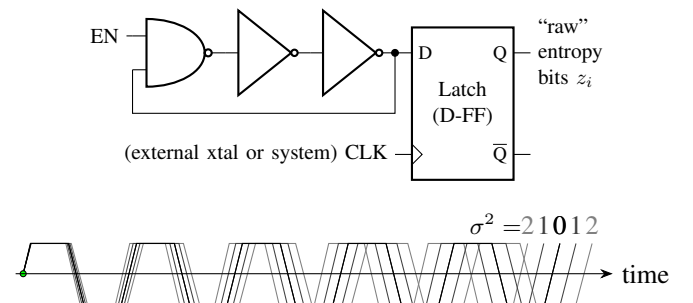 “raw”
EN
D
Q
entropy
bits z_i
Latch
(D-FF)
(external xtal or system) CLK
Q̅
σ² =21012
time